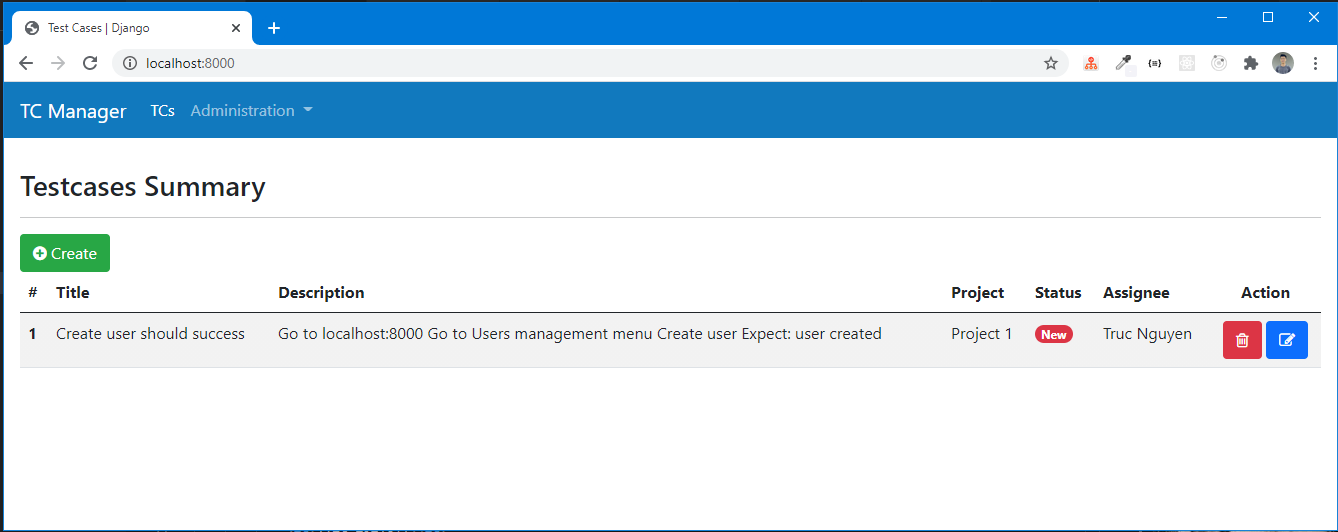 Test Cases | Django
localhost:8000
TC Manager TCs Administration
Testcases Summary
Create
# Title Description Project Status Assignee Action
1 Create user should success Go to localhost:8000 Go to Users management menu Create user Expect: user created Project 1 New Truc Nguyen